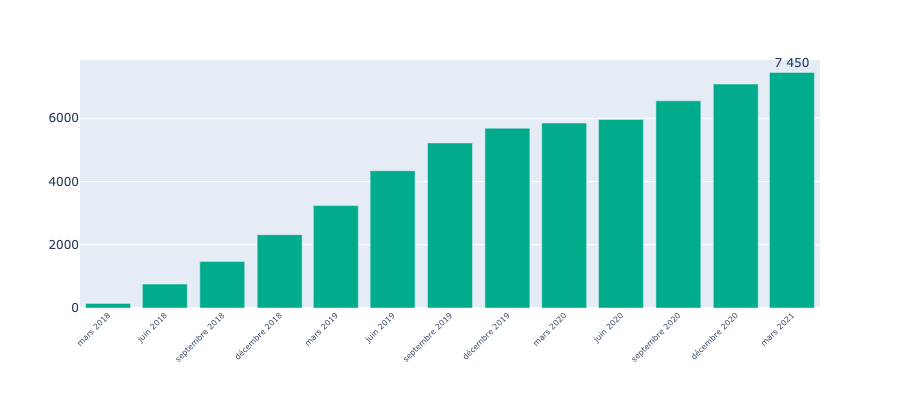 7 450
6000
4000
2000
0
mars 2018
juin 2018
septembre 2018
décembre 2018
mars 2019
juin 2019
septembre 2019
décembre 2019
mars 2020
juin 2020
septembre 2020
décembre 2020
mars 2021